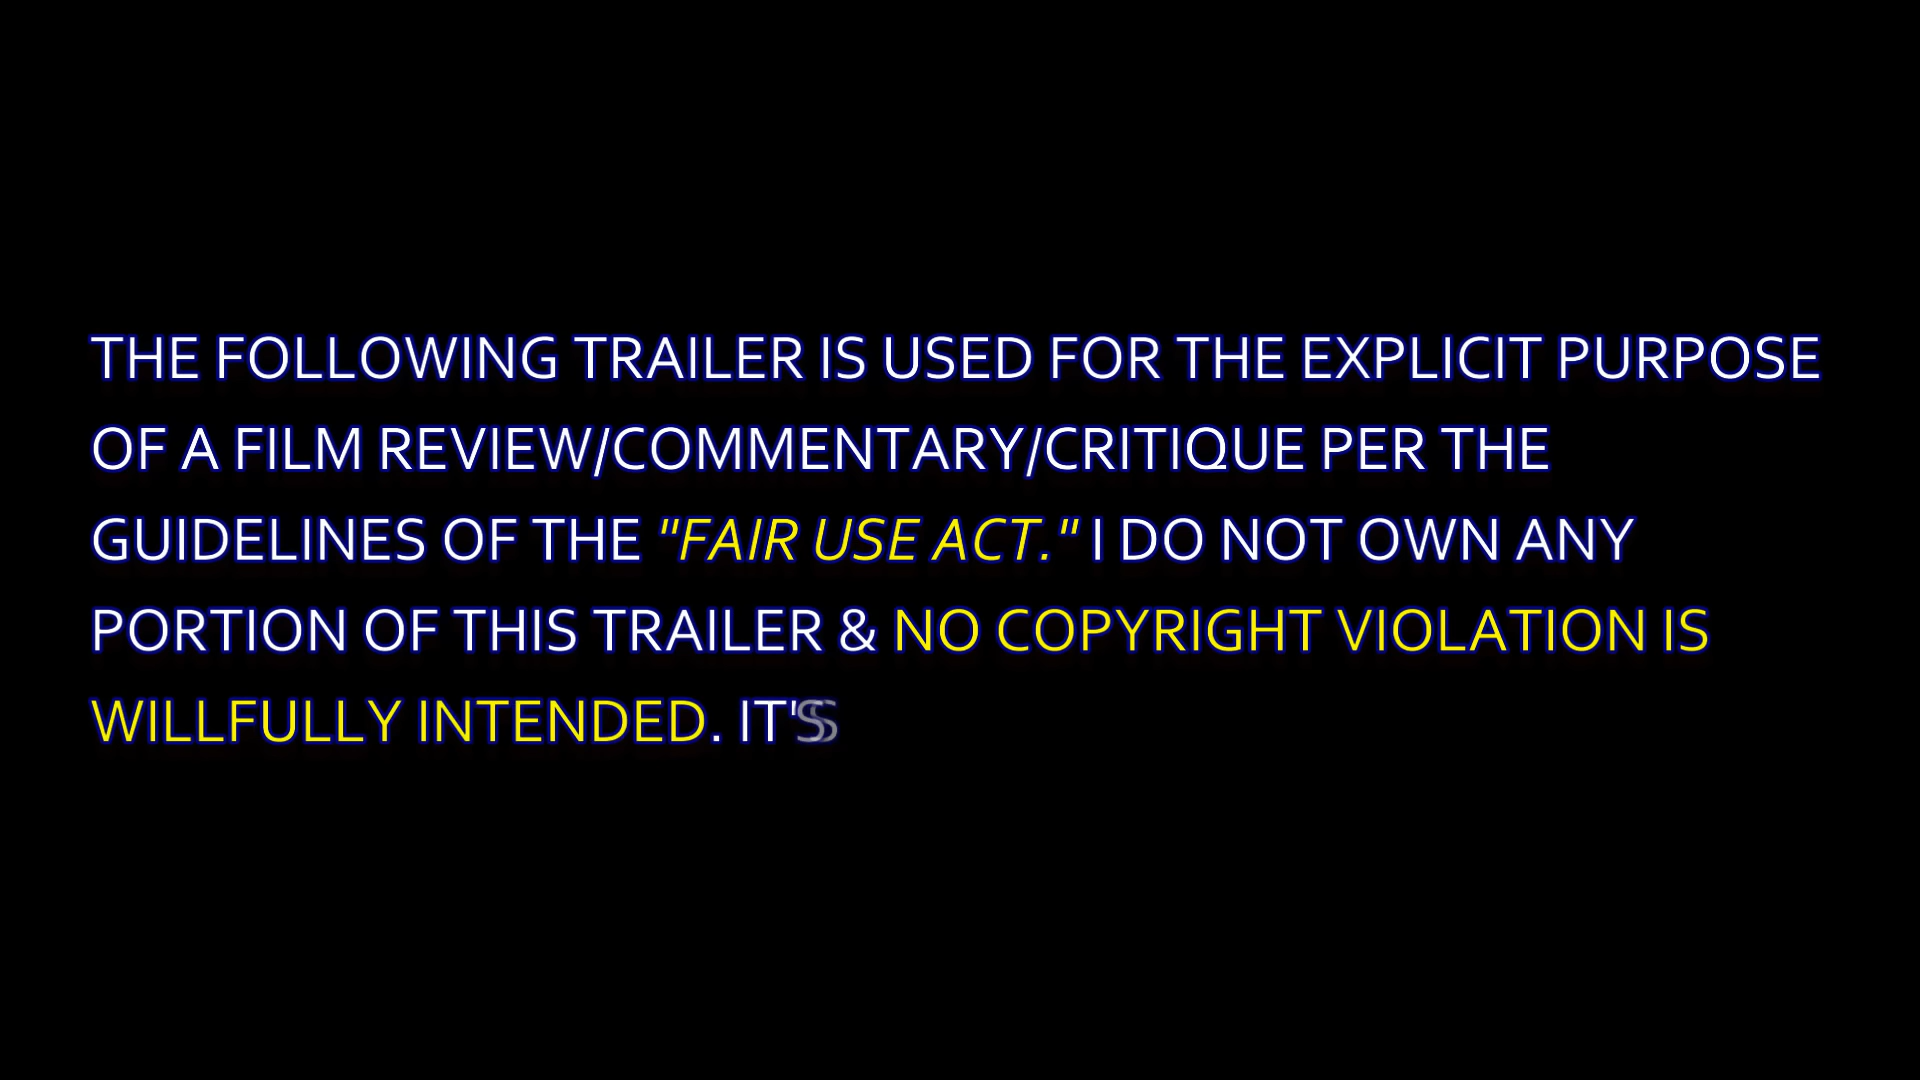 THE FOLLOWING TRAILER IS USED FOR THE EXPLICIT PURPOSE
OF A FILM REVIEW/COMMENTARY/CRITIQUE PER THE
GUIDELINES OF THE "FAIR USE ACT." I DO NOT OWN ANY
PORTION OF THIS TRAILER & NO COPYRIGHT VIOLATION IS
WILLFULLY INTENDED. IT'S